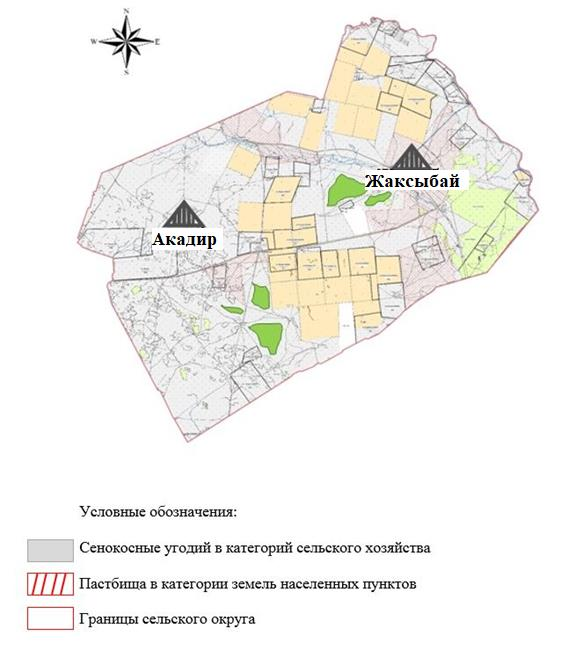 N
W E
S
Жаксыбай
Акадир
Условные обозначения:
Сенокосные угодий в категорий сельского хозяйства
Пастбища в категории земель населенных пунктов
Границы сельского округа